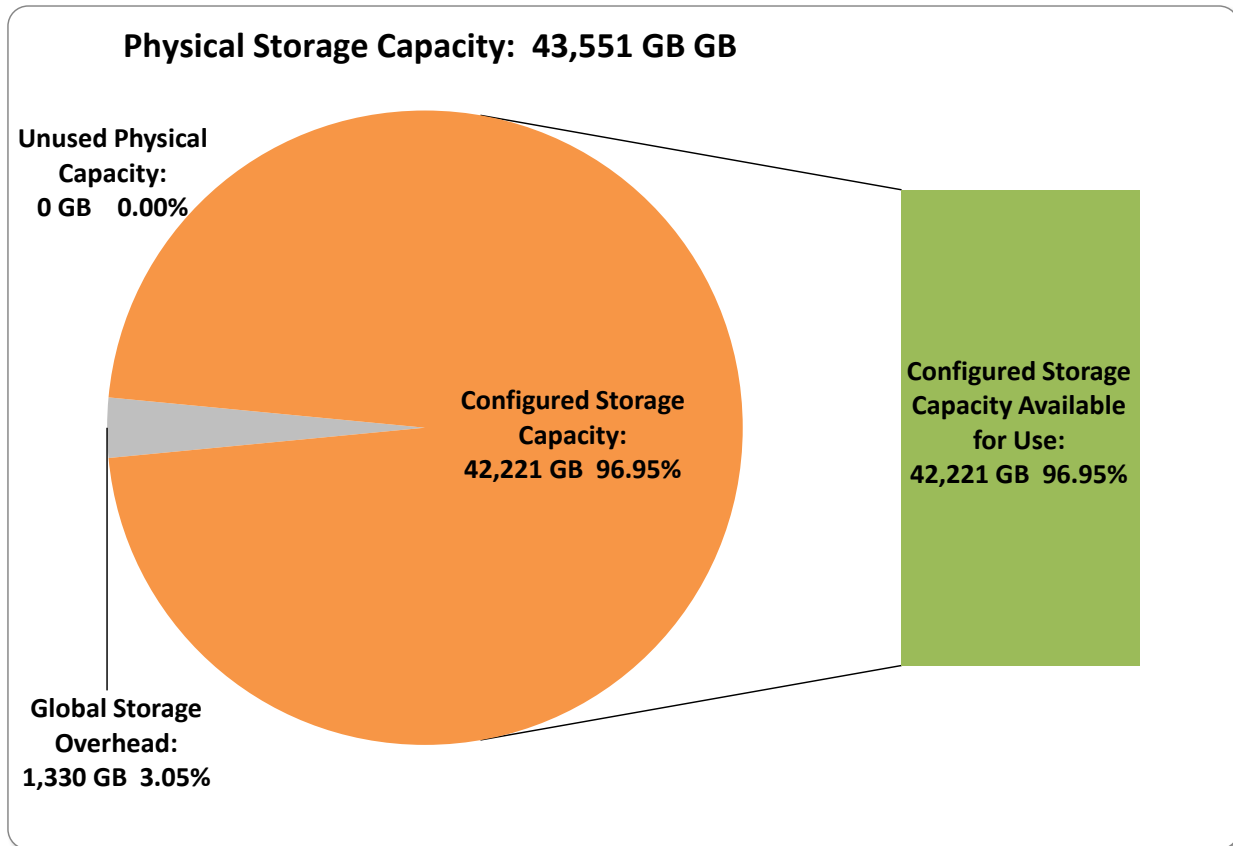 Physical Storage Capacity:  43,551 GB GB
Unused Physical
Capacity:
0 GB    0.00%
Configured Storage
Capacity:
42,221 GB  96.95%
Configured Storage
Capacity Available
for Use:
42,221 GB  96.95%
Global Storage
Overhead:
1,330 GB  3.05%